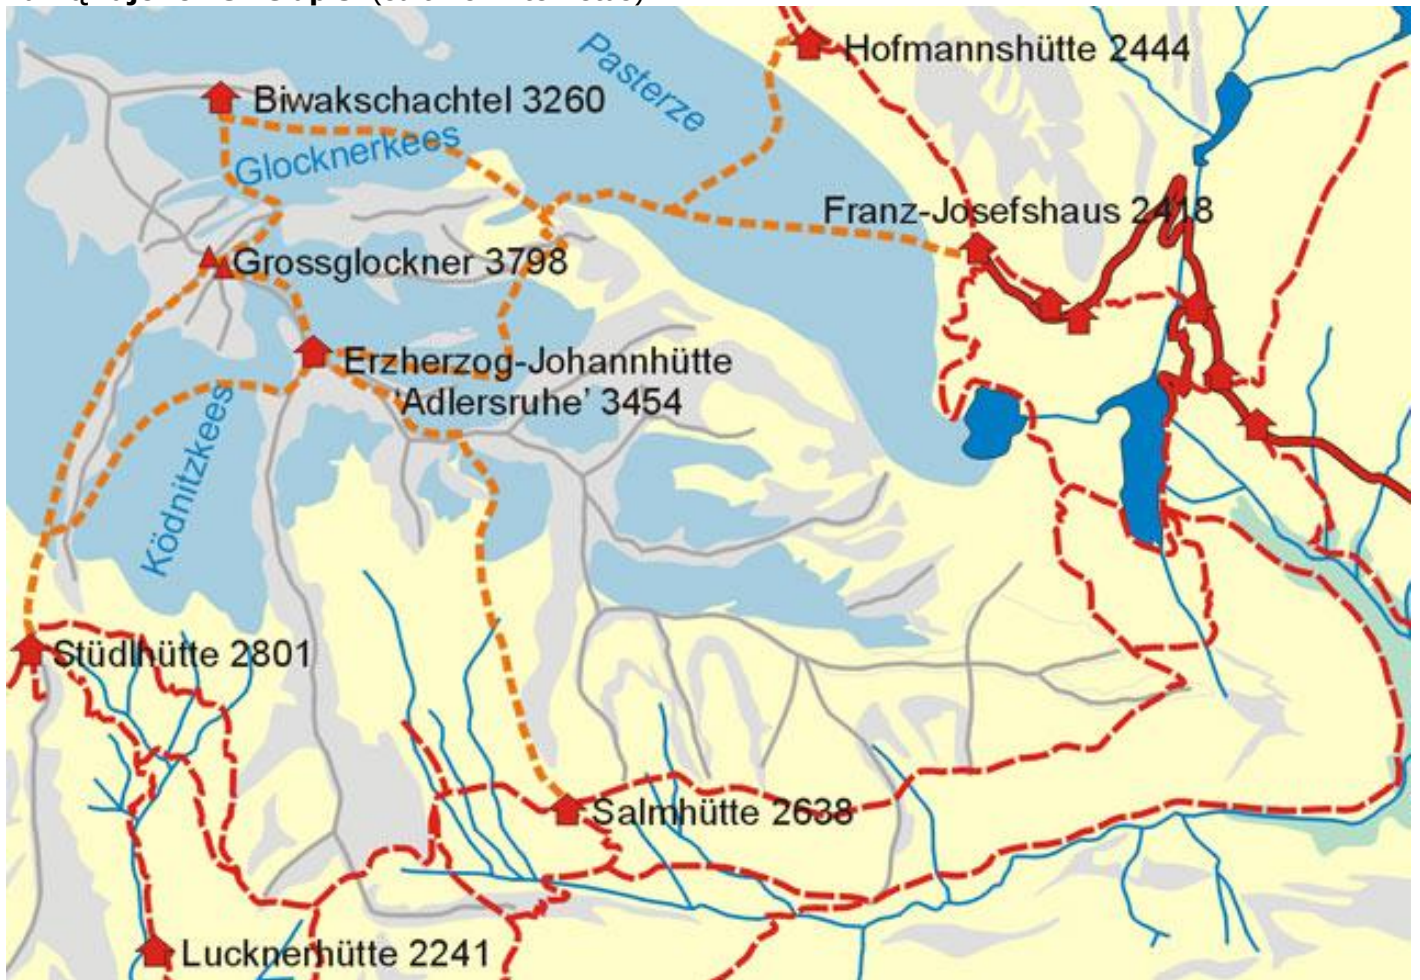 Hofmannshütte 2444
Pasterze
Biwakschachtel 3260
Glocknerkees
Franz-Josefshaus 2418
Grossglockner 3798
Erzherzog-Johannhütte
'Adlersruhe' 3454
Ködnitzkees
Stüdlhütte 2801
Salmhütte 2638
Lucknerhütte 2241